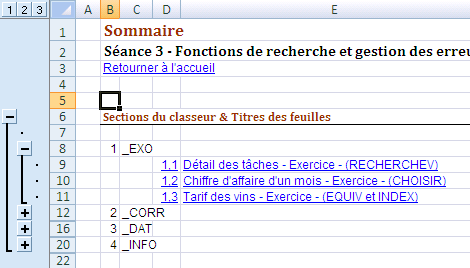 1 2 3
A B C D E
1 Sommaire
2 Séance 3 - Fonctions de recherche et gestion des erreu
3 Retourner à l'accueil
4
5
6 Sections du classeur & Titres des feuilles
7
8 1 _EXO
9 1.1 Détail des tâches - Exercice - (RECHERCHEV)
10 1.2 Chiffre d'affaire d'un mois - Exercice - (CHOISIR)
11 1.3 Tarif des vins - Exercice - (EQUIV et INDEX)
12 2 _CORR
16 3 _DAT
20 4 _INFO
22